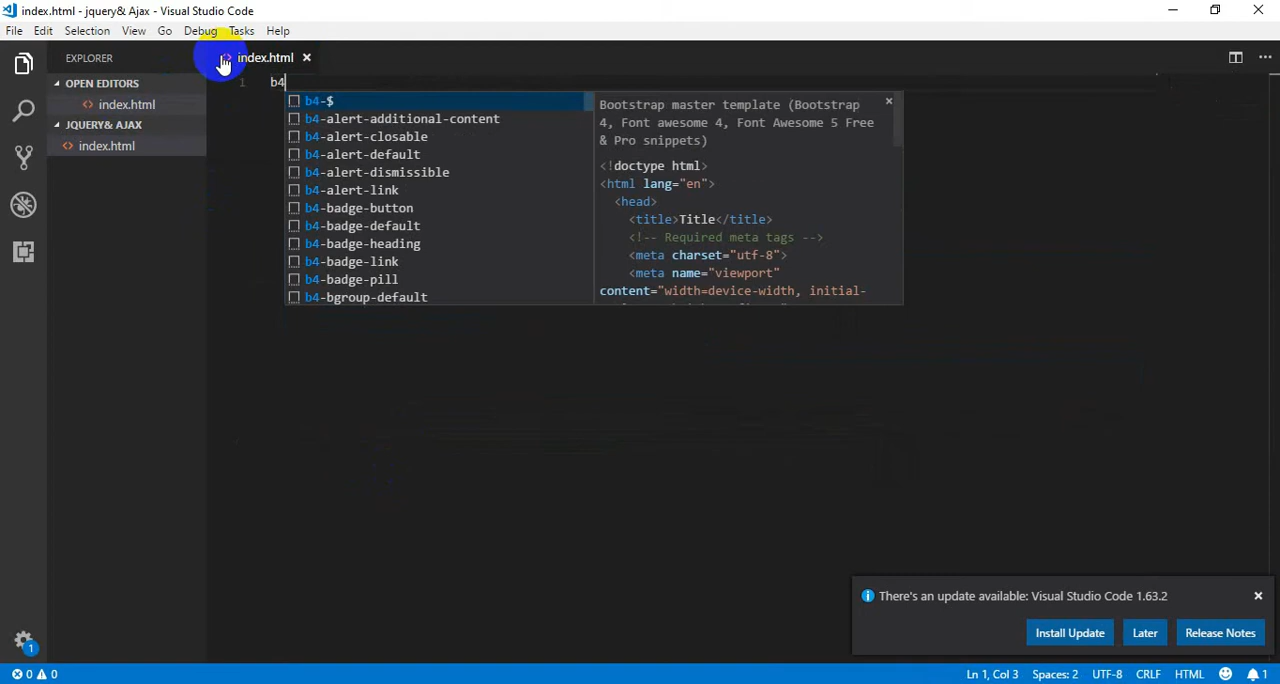 index.html - jquery& Ajax - Visual Studio Code
File Edit Selection View Go Debug Tasks Help
EXPLORER
OPEN EDITORS
index.html
JQUERY& AJAX
index.html
index.html
1 b4
b4-$
b4-alert-additional-content
b4-alert-closable
b4-alert-default
b4-alert-dismissible
b4-alert-link
b4-badge-button
b4-badge-default
b4-badge-heading
b4-badge-link
b4-badge-pill
b4-bgroup-default
Bootstrap master template (Bootstrap
4, Font awesome 4, Font Awesome 5 Free
& Pro snippets)
<!doctype html>
<html lang="en">
<head>
<title>Title</title>
<!-- Required meta tags -->
<meta charset="utf-8">
<meta name="viewport"
content="width=device-width, initial-
There's an update available: Visual Studio Code 1.63.2
Install Update Later Release Notes
1
0 0 Ln 1, Col 3 Spaces: 2 UTF-8 CRLF HTML 1